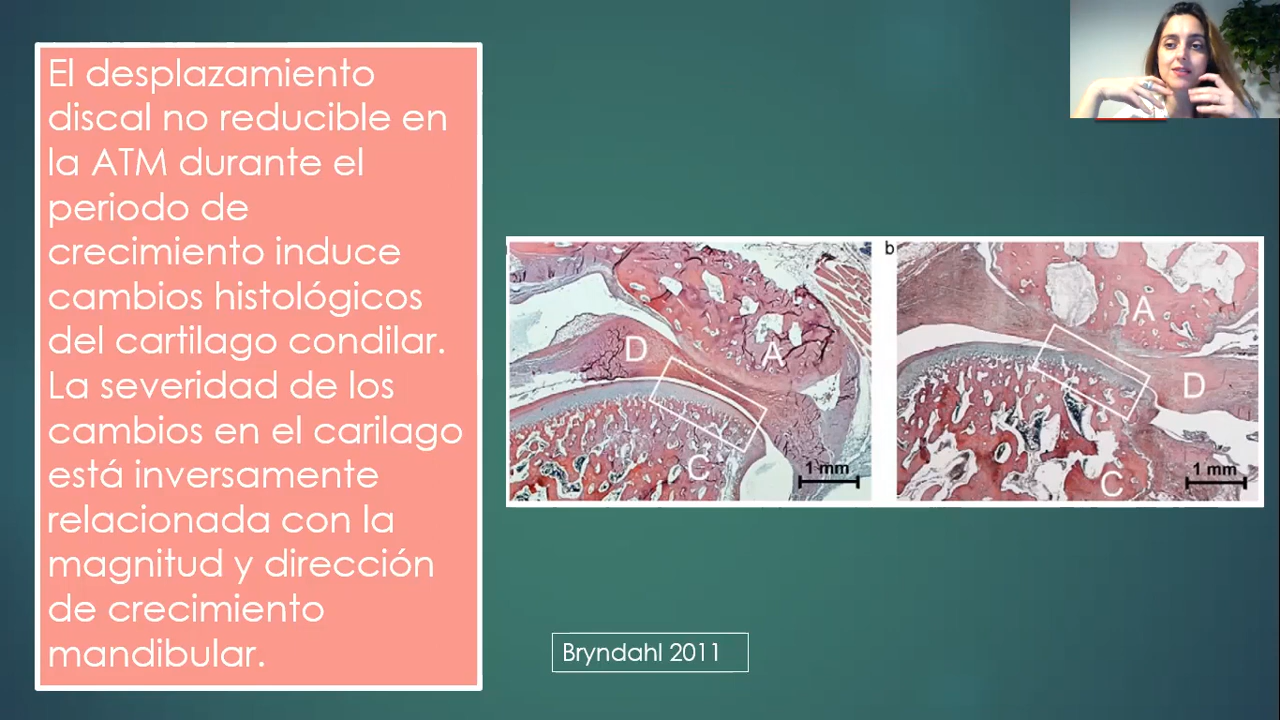 El desplazamiento
discal no reducible en
la ATM durante el
periodo de
crecimiento induce
cambios histológicos
del cartilago condilar.
La severidad de los
cambios en el carilago
está inversamente
relacionada con la
magnitud y dirección
de crecimiento
mandibular.
D
A
C
1 mm
b
A
D
C
1 mm
Bryndahl 2011